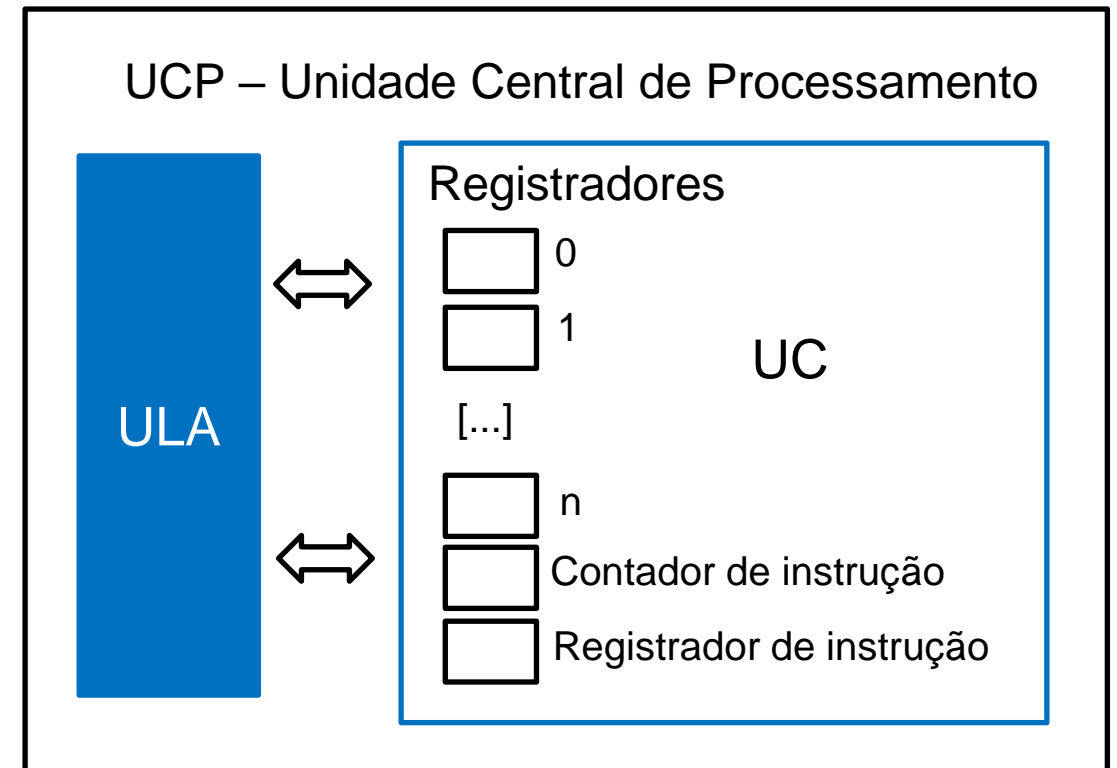 UCP – Unidade Central de Processamento
ULA
Registradores
0
1
UC
[...]
n
Contador de instrução
Registrador de instrução